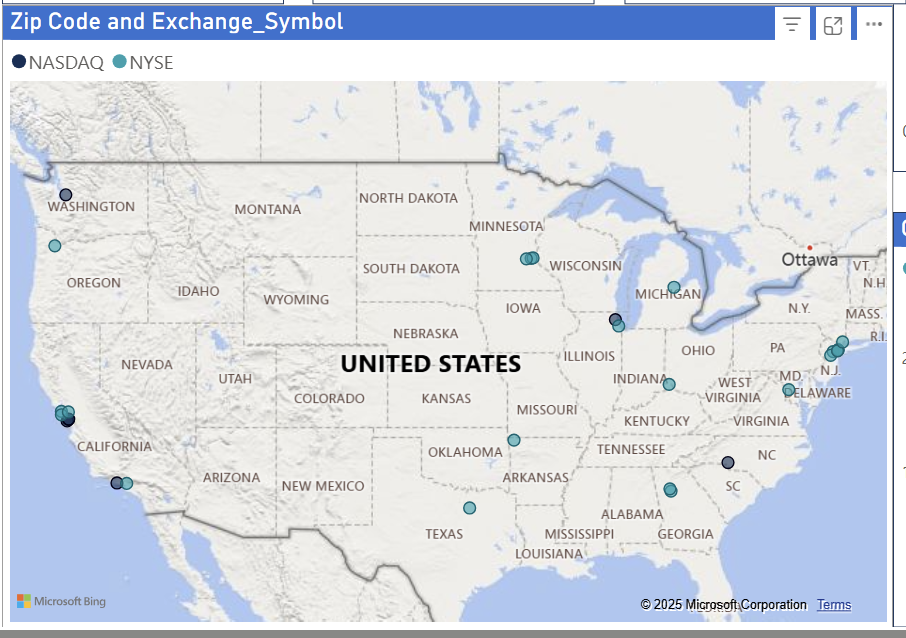 Zip Code and Exchange_Symbol
NASDAQ NYSE
WASHINGTON
MONTANA
NORTH DAKOTA
MINNESOTA
Ottawa
VT.
OREGON
IDAHO
WYOMING
SOUTH DAKOTA
WISCONSIN
MICHIGAN
N.H
N.Y.
MASS.
R.I.
IOWA
NEBRASKA
NEVADA
UTAH
UNITED STATES
ILLINOIS
OHIO
PA
N.J.
COLORADO
KANSAS
MISSOURI
INDIANA
WEST
VIRGINIA
MD.
DELAWARE
CALIFORNIA
KENTUCKY
VIRGINIA
ARIZONA
NEW MEXICO
OKLAHOMA
ARKANSAS
TENNESSEE
NC
SC
TEXAS
LOUISIANA
MISSISSIPPI
ALABAMA
GEORGIA
Microsoft Bing
© 2025 Microsoft Corporation Terms